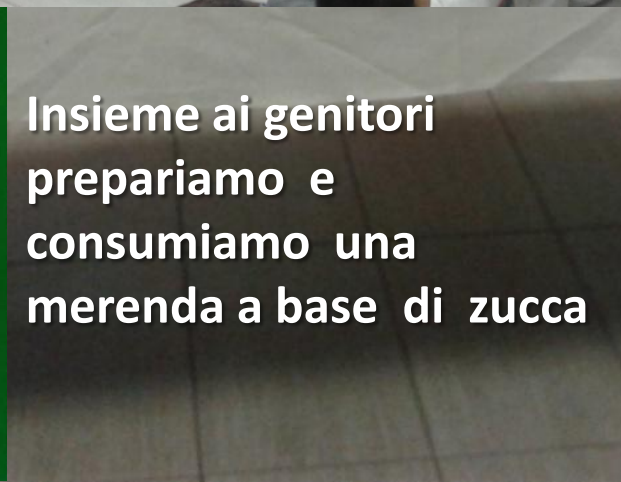 Insieme ai genitori
prepariamo e
consumiamo una
merenda a base di zucca